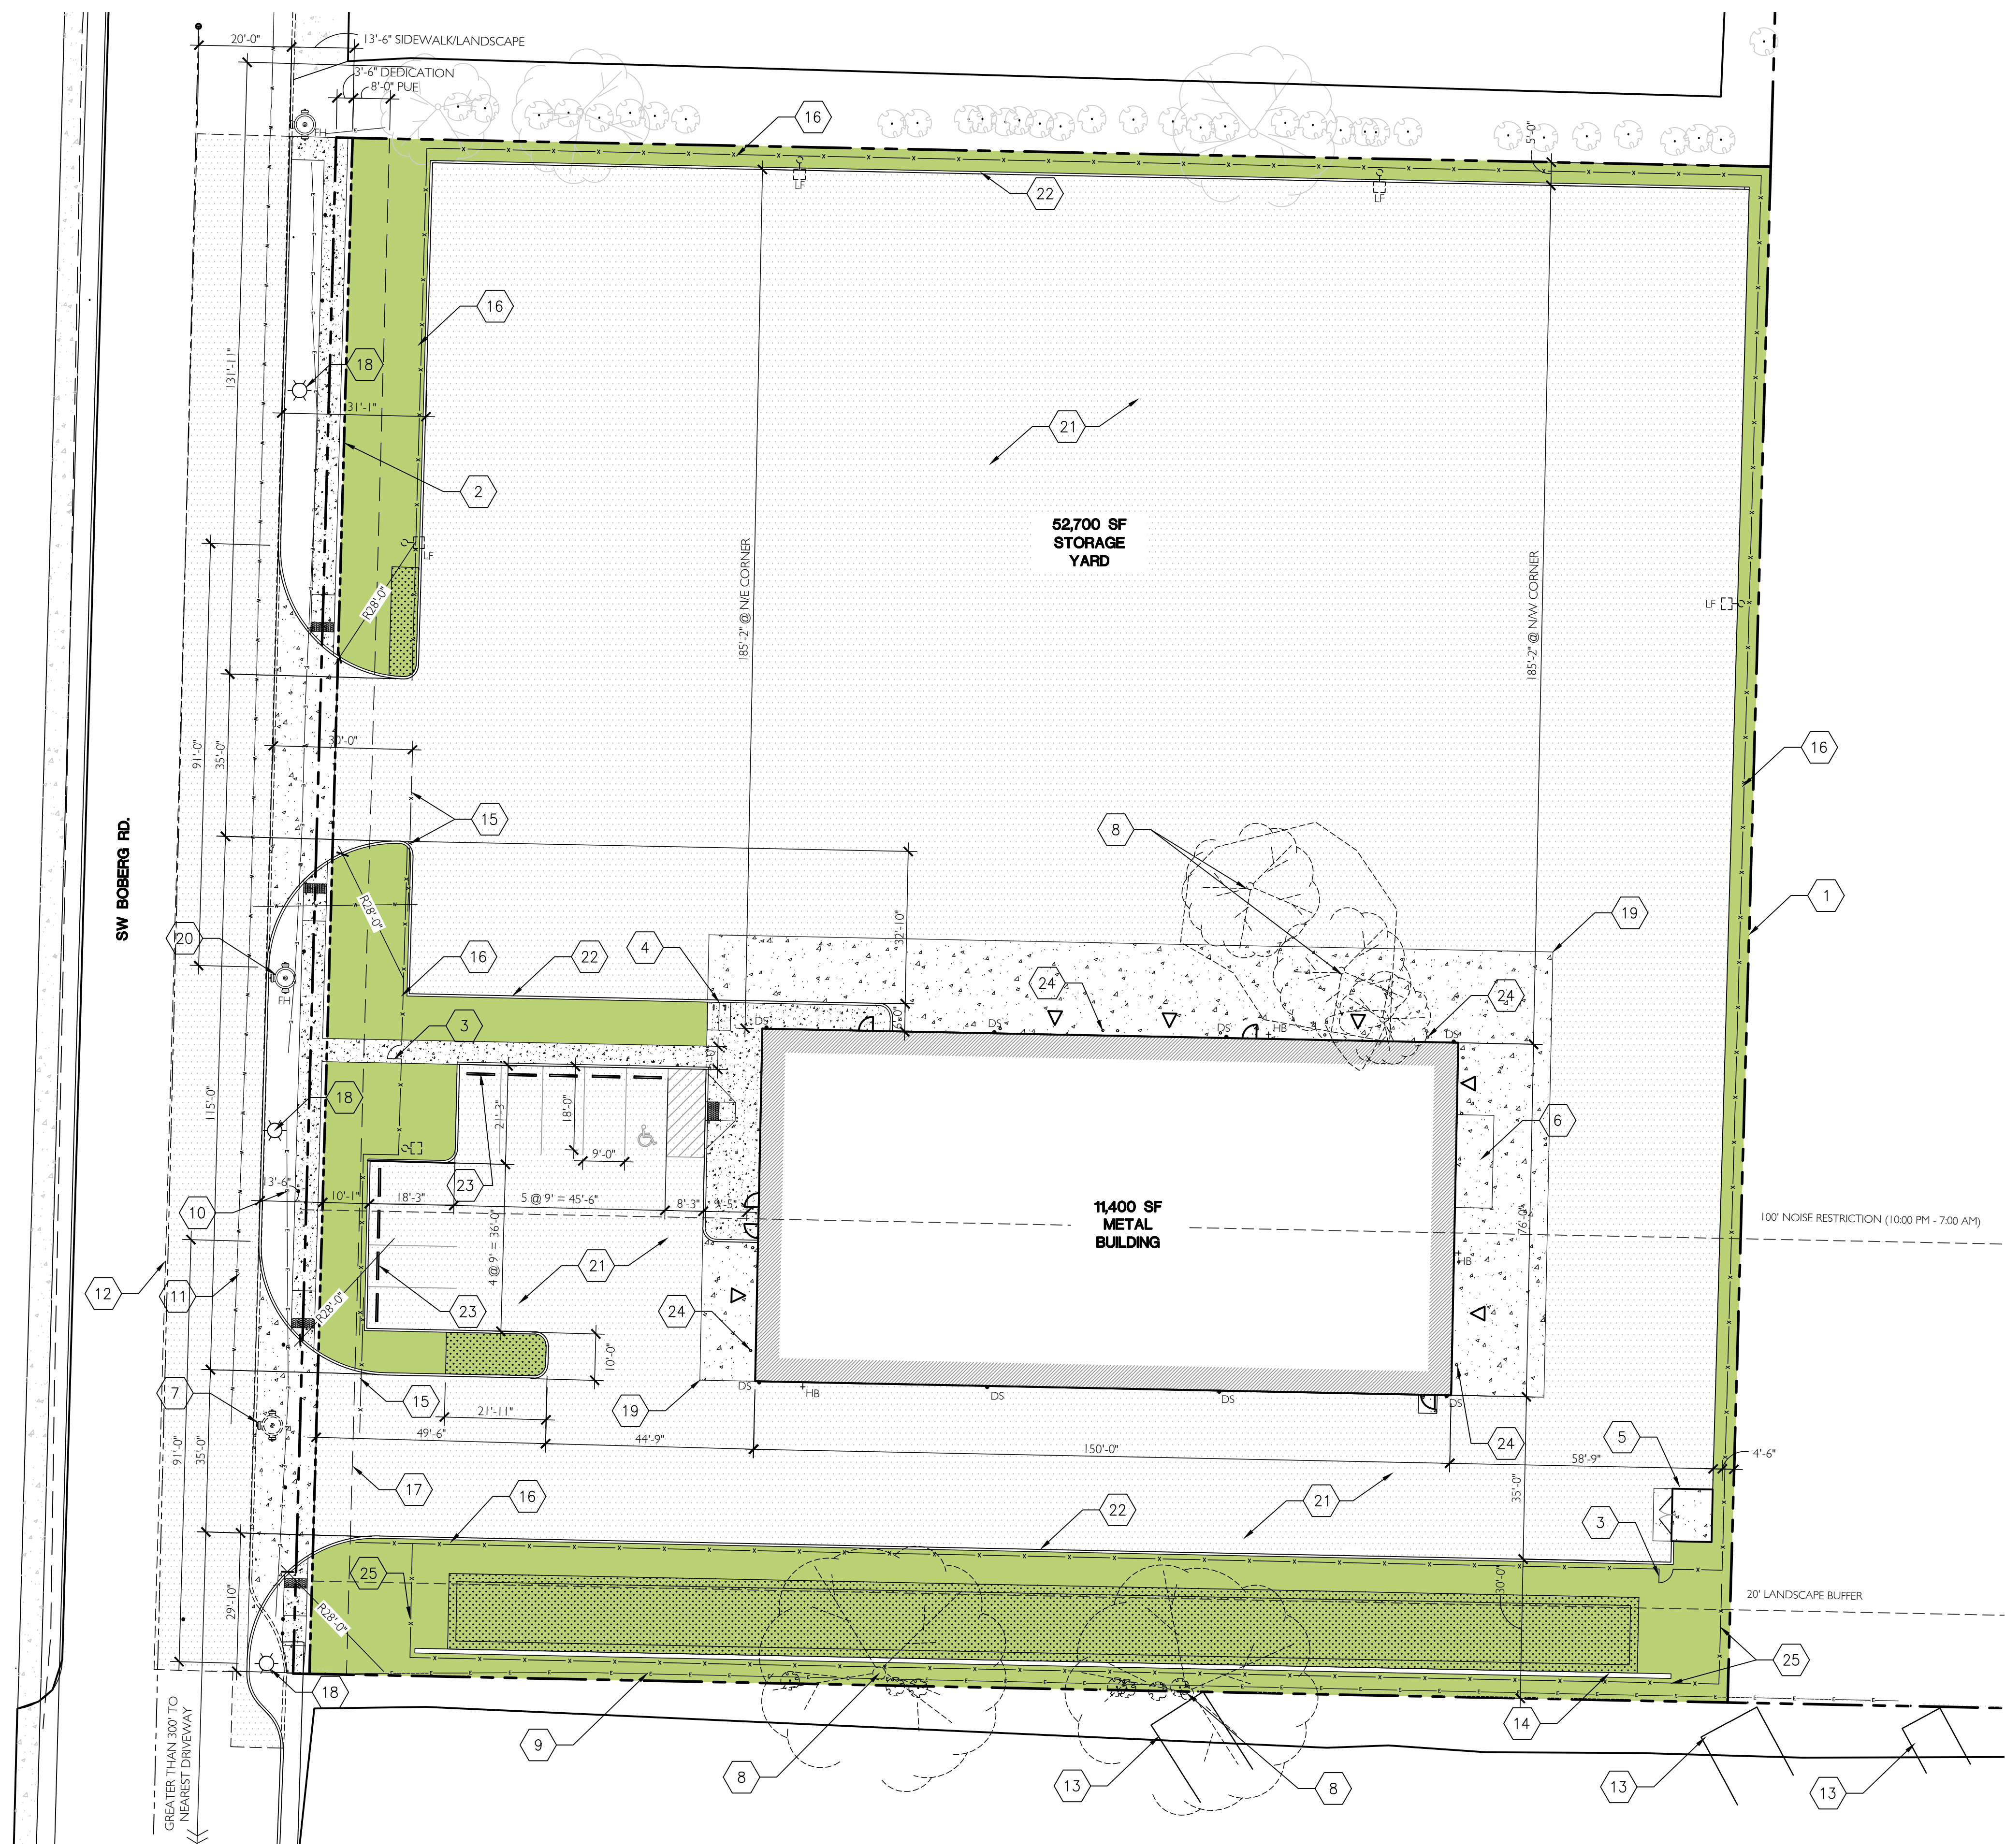 20'-0"
13'-6" SIDEWALK/LANDSCAPE
3'-6" DEDICATION
8'-0" PUE
FH
16
5'-0"
LF
LF
22
16
18
131'-11"
31'-1"
21
2
52,700 SF
STORAGE
YARD
LF
R28'-0"
185'-2" @ N/E CORNER
185'-2" @ N/W CORNER
LF
91'-0"
35'-0"
30'-0"
16
15
8
SW BOBERG RD.
1
R28'-0"
32'-10"
19
20
16
22
4
24
24
FH
DS
DS
DS
HB
DS
3
6'-0"
18
115'-0"
21'-3"
18'-0"
9'-0"
6
23
13'-6"
10'-1"
18'-3"
5 @ 9' = 45'-6"
8'-3"
9'-5"
10
11,400 SF
METAL
BUILDING
76'-0"
100' NOISE RESTRICTION (10:00 PM - 7:00 AM)
4 @ 9' = 36'-0"
21
HB
12
11
R28'-0"
23
24
10'-0"
DS
HB
DS
DS
DS
7
15
21'-11"
19
49'-6"
44'-9"
150'-0"
24
5
58'-9"
4'-6"
91'-0"
35'-0"
17
16
22
21
35'-0"
3
25
29'-10"
R28'-0"
30'-0"
20' LANDSCAPE BUFFER
25
18
14
9
8
13
8
13
13
GREATER THAN 300' TO
NEAREST DRIVEWAY